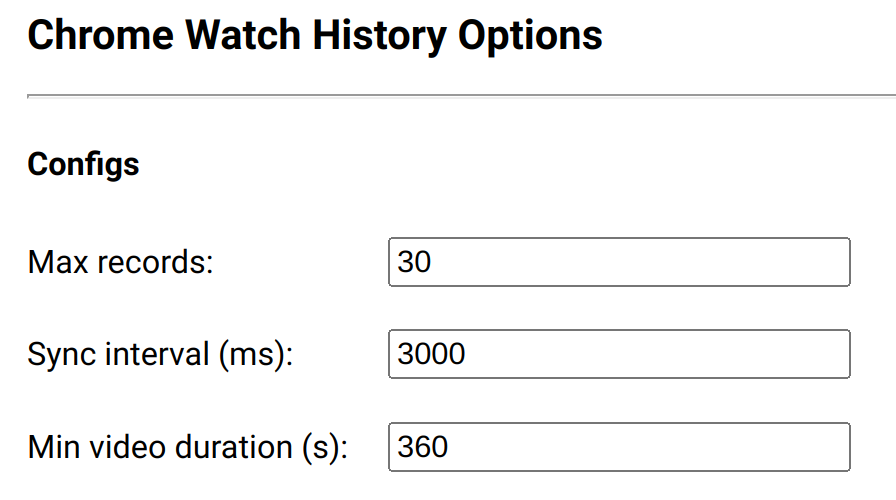 Chrome Watch History Options
Configs
Max records: 30
Sync interval (ms): 3000
Min video duration (s): 360